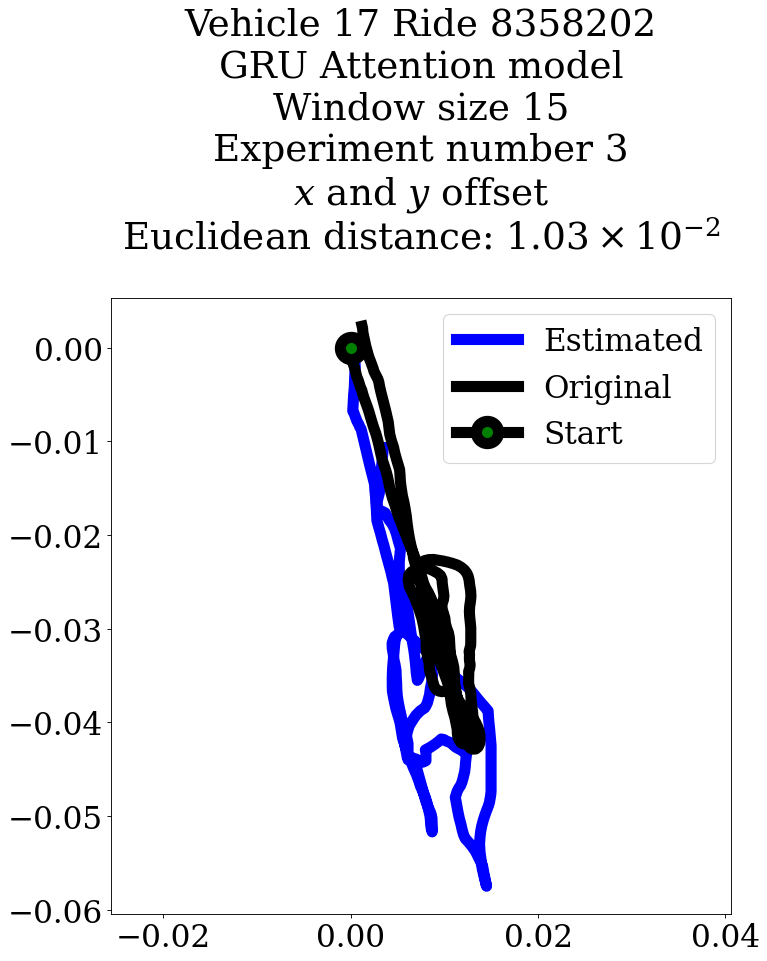 Vehicle 17 Ride 8358202
GRU Attention model
Window size 15
Experiment number 3
x and y offset
Euclidean distance: 1.03 × 10⁻²
Estimated
Original
Start
0.00
−0.01
−0.02
−0.03
−0.04
−0.05
−0.06
−0.02 0.00 0.02 0.04